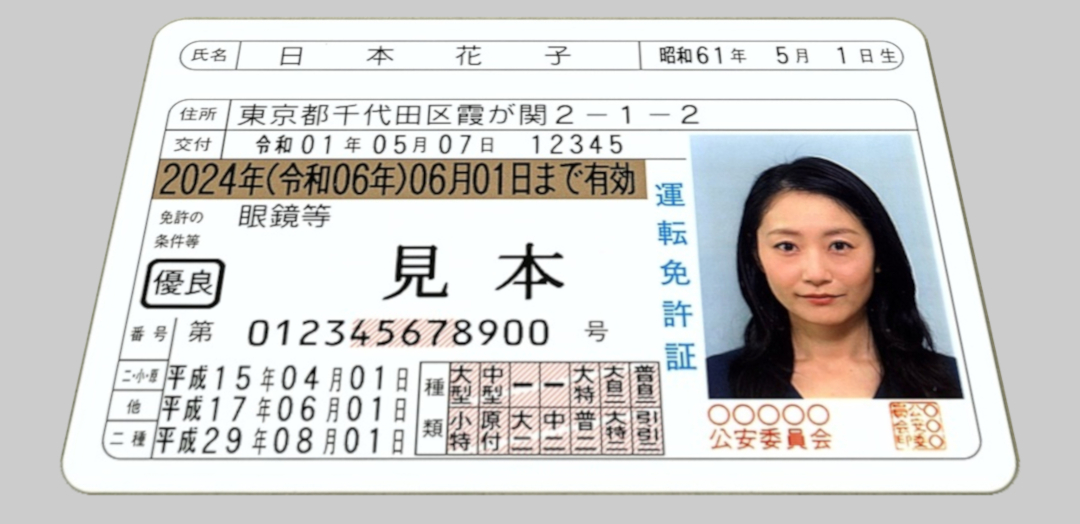 氏名 日本花子 昭和61年 5月 1日生
住所 東京都千代田区霞が関2-1-2
交付 令和01年05月07日 12345
2024年(令和06年)06月01日まで有効
免許の
条件等
眼鏡等
見本
優良
番号 第 012345678900 号
二・小・原 平成15年04月01日
他 平成17年06月01日
二種 平成29年08月01日
種類
大型 中型 ー ー 大特 大自二 普自二
小特 原付 大二 中二 普二 大特二 引引二
運転免許証
○○○○○
公安委員会